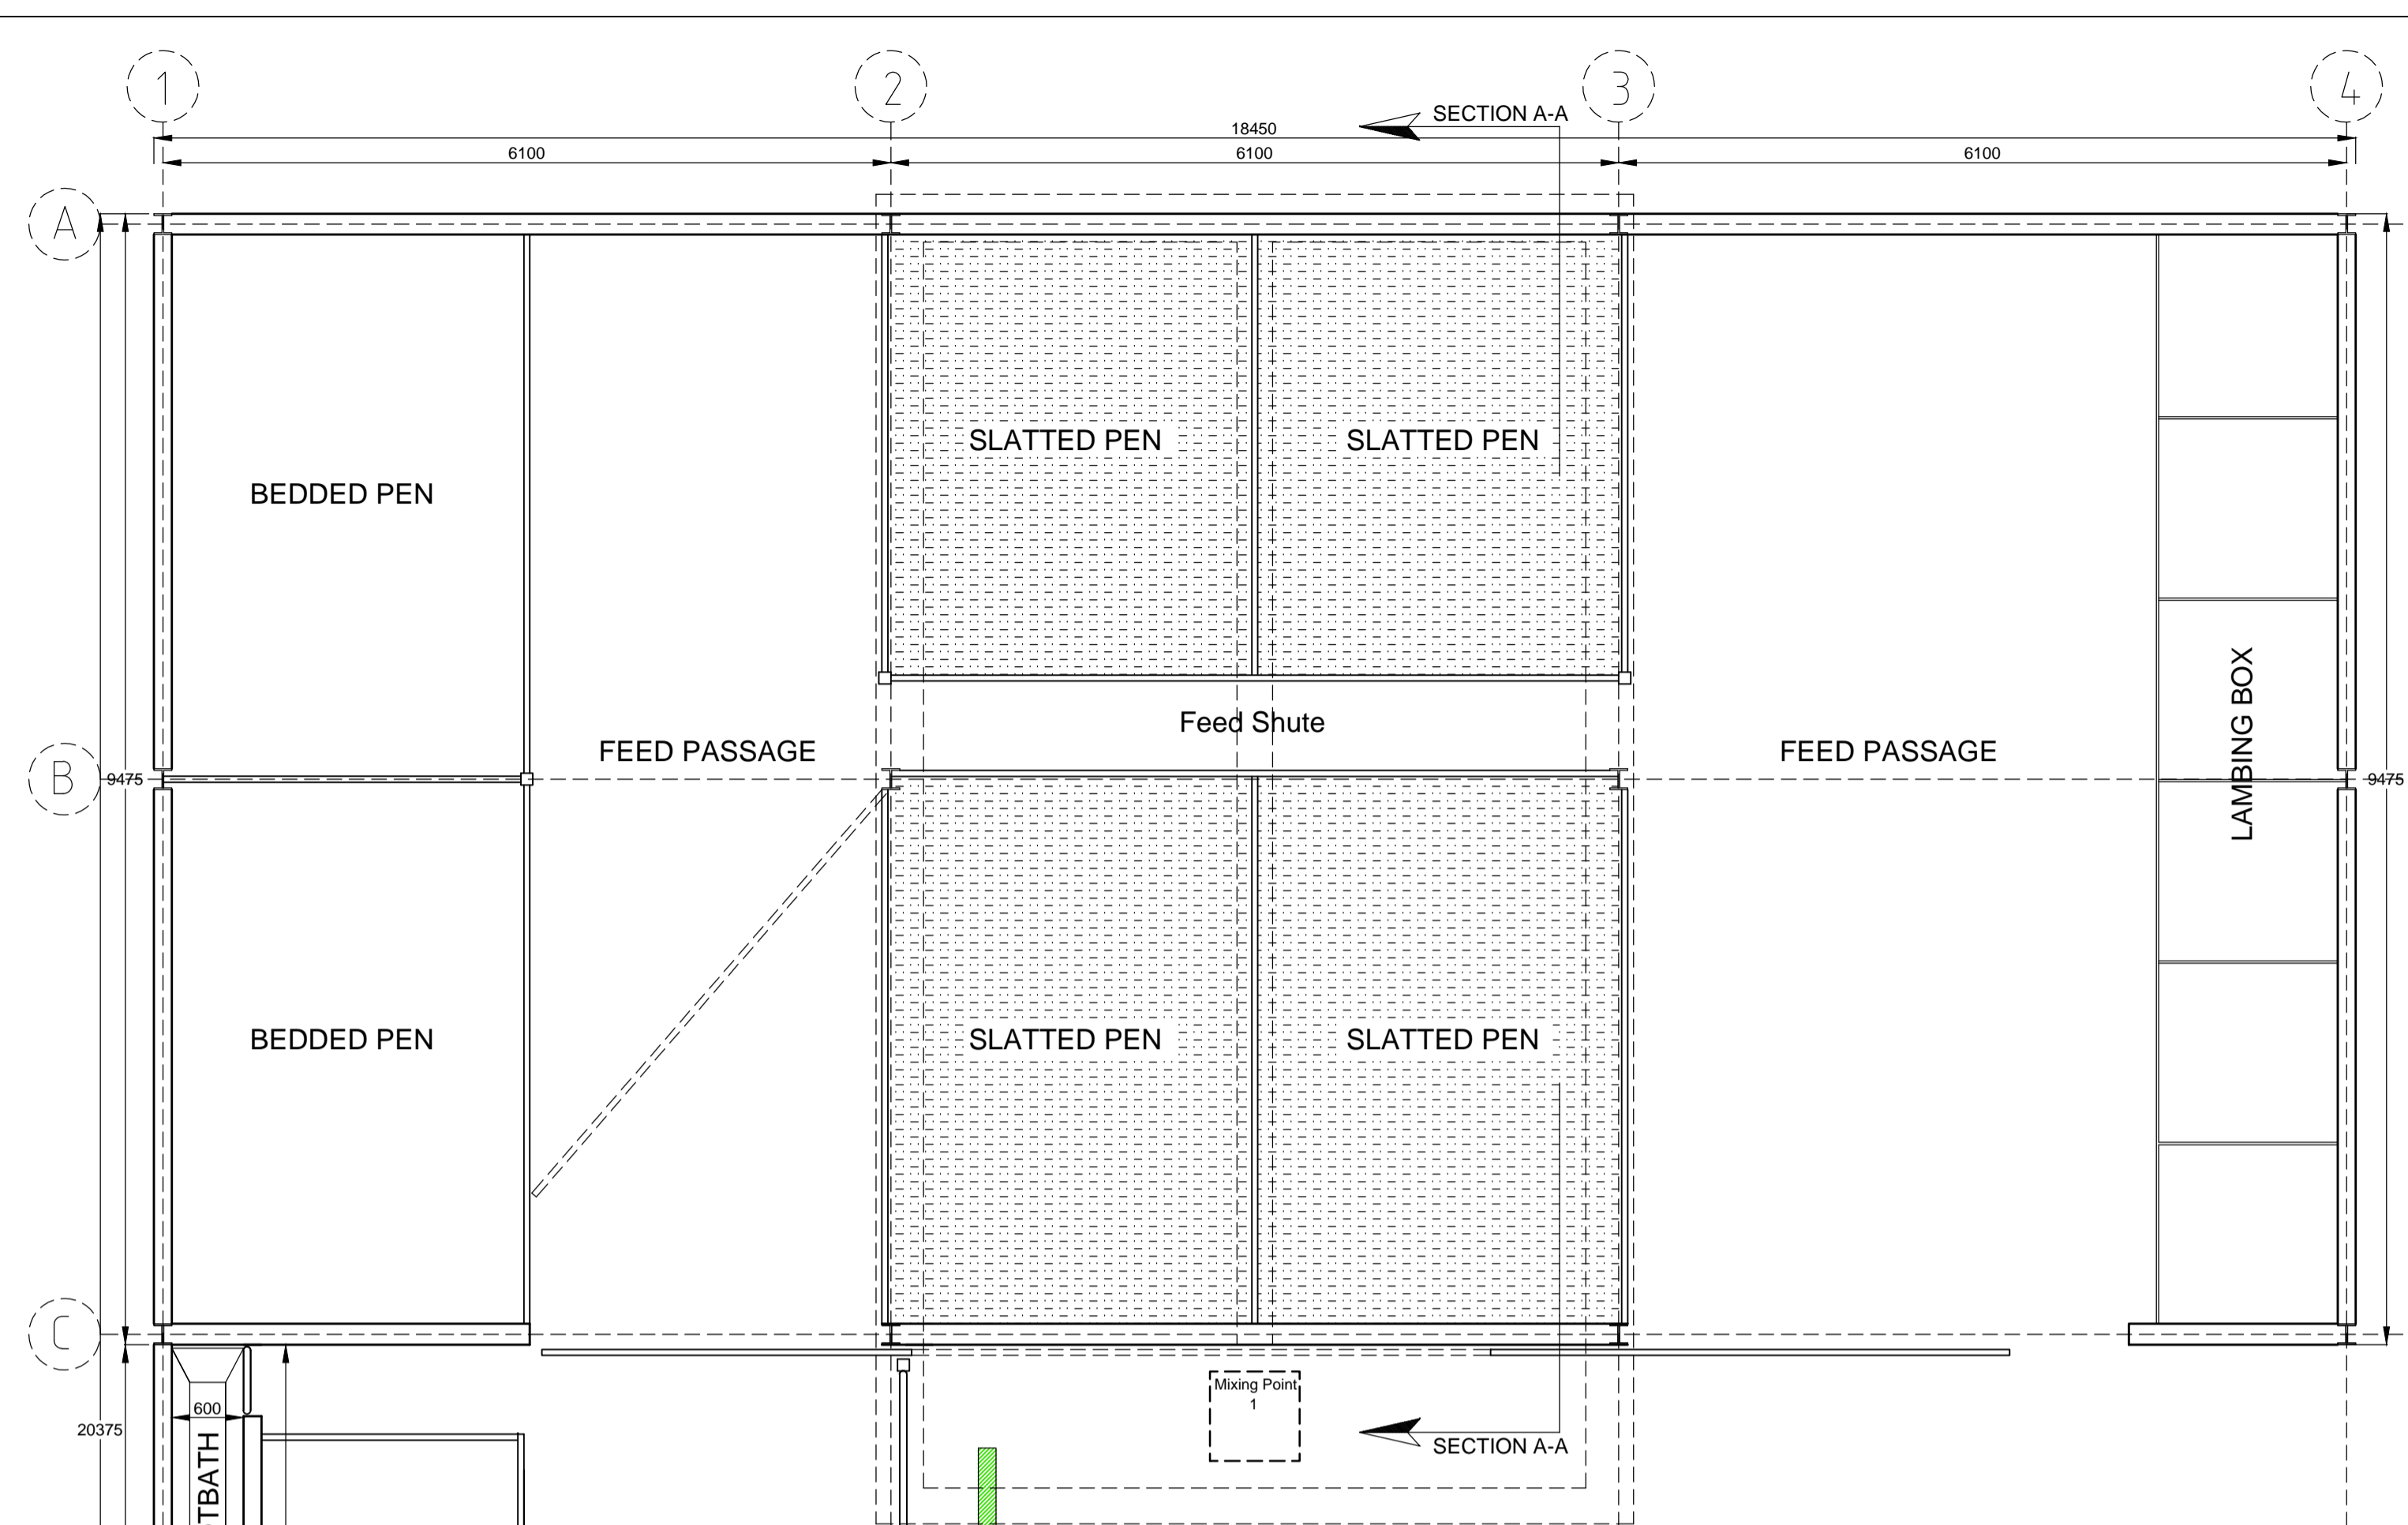 1
2
3
4
SECTION A-A
18450
6100
6100
6100
A
SLATTED PEN
SLATTED PEN
BEDDED PEN
Feed Shute
FEED PASSAGE
FEED PASSAGE
LAMBING BOX
B
9475
9475
BEDDED PEN
SLATTED PEN
SLATTED PEN
C
Mixing Point
1
600
20375
SECTION A-A
TBATH